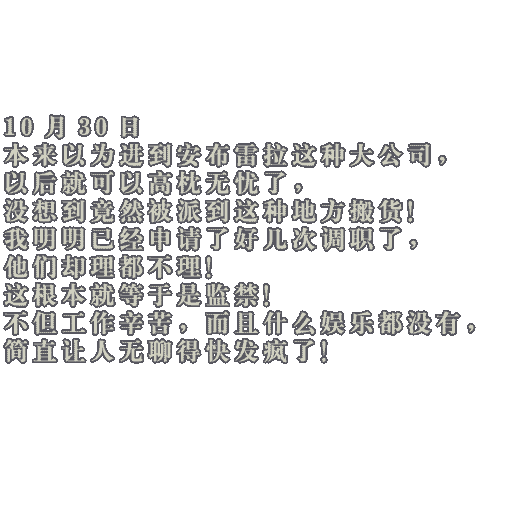 10 月 30 日
本来以为进到安布雷拉这种大公司，
以后就可以高枕无忧了，
没想到竟然被派到这种地方搬货!
我明明已经申请了好几次调职了，
他们却理都不理!
这根本就等于是监禁!
不但工作辛苦，而且什么娱乐都没有，
简直让人无聊得快发疯了!